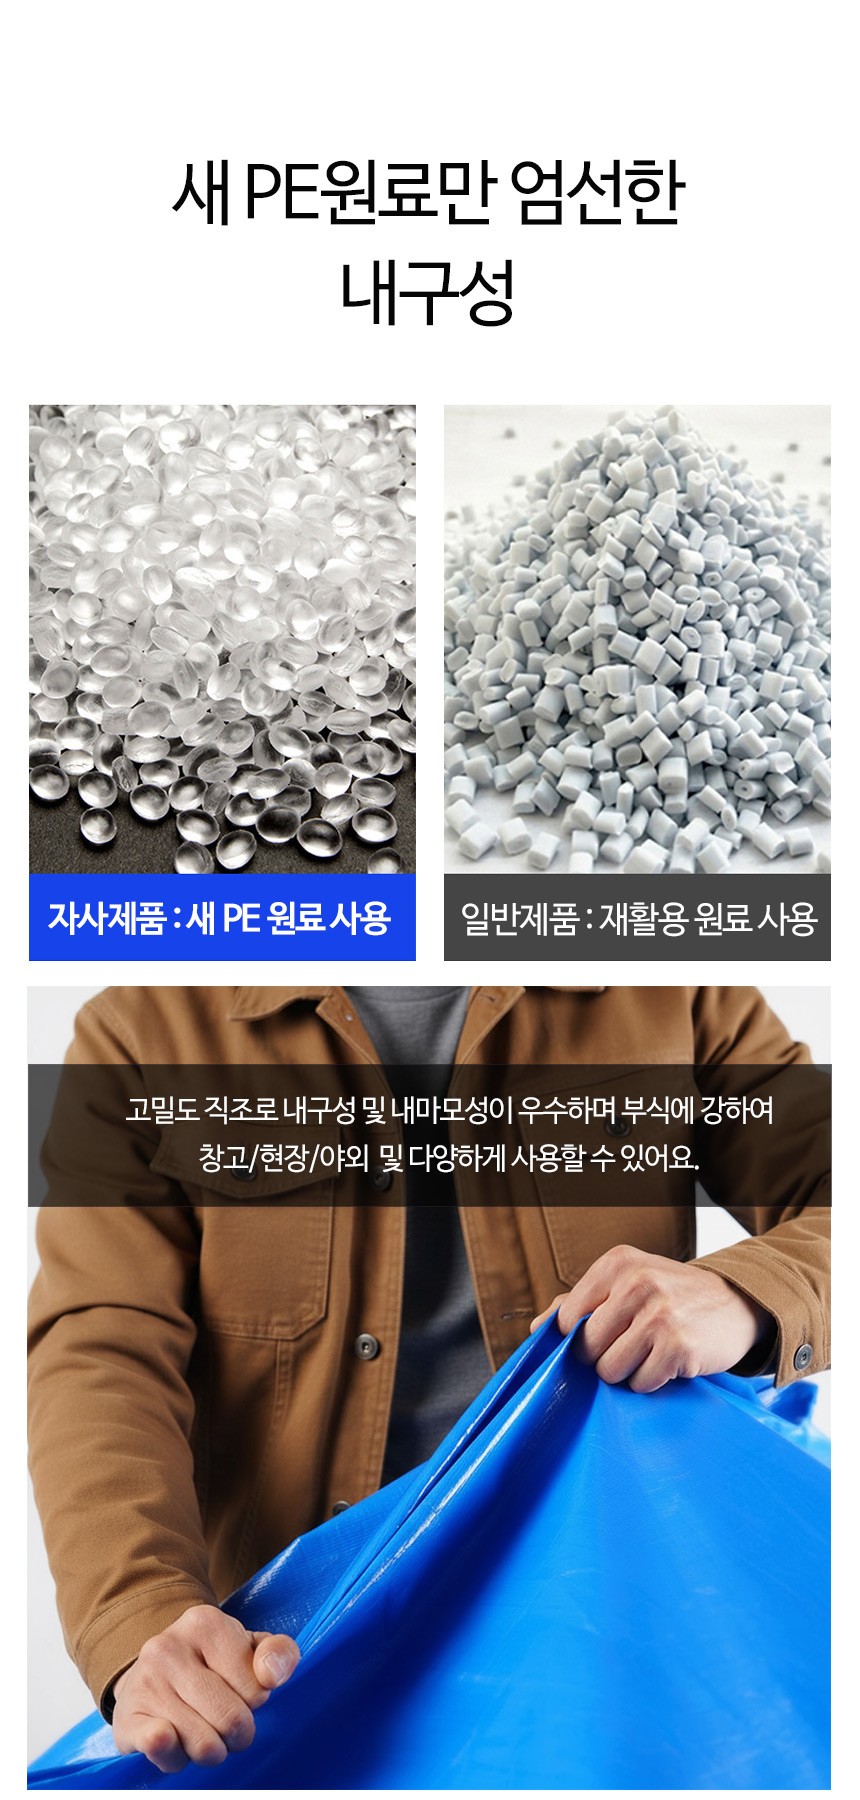 새 PE원료만 엄선한
내구성
자사제품 : 새 PE 원료 사용
일반제품 : 재활용 원료 사용
고밀도 직조로 내구성 및 내마모성이 우수하며 부식에 강하여
창고/현장/야외 및 다양하게 사용할 수 있어요.